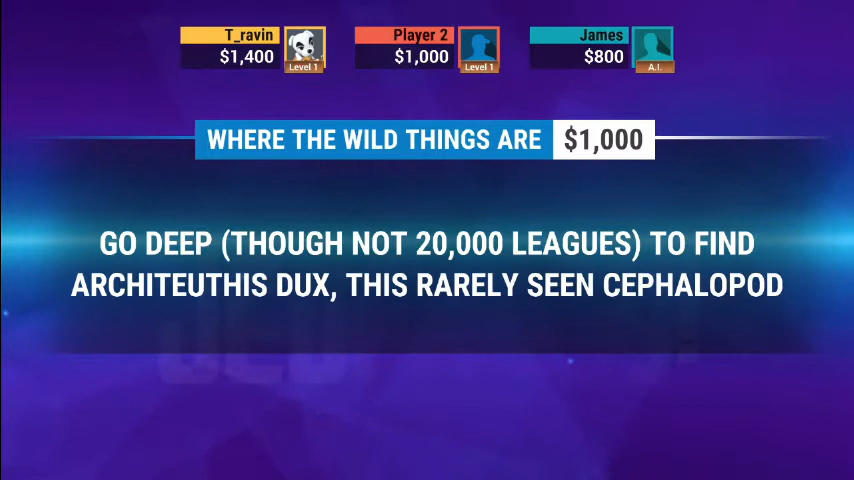 T_ravin
$1,400
Level 1
Player 2
$1,000
Level 1
James
$800
A.I.
WHERE THE WILD THINGS ARE $1,000
GO DEEP (THOUGH NOT 20,000 LEAGUES) TO FIND
ARCHITEUTHIS DUX, THIS RARELY SEEN CEPHALOPOD